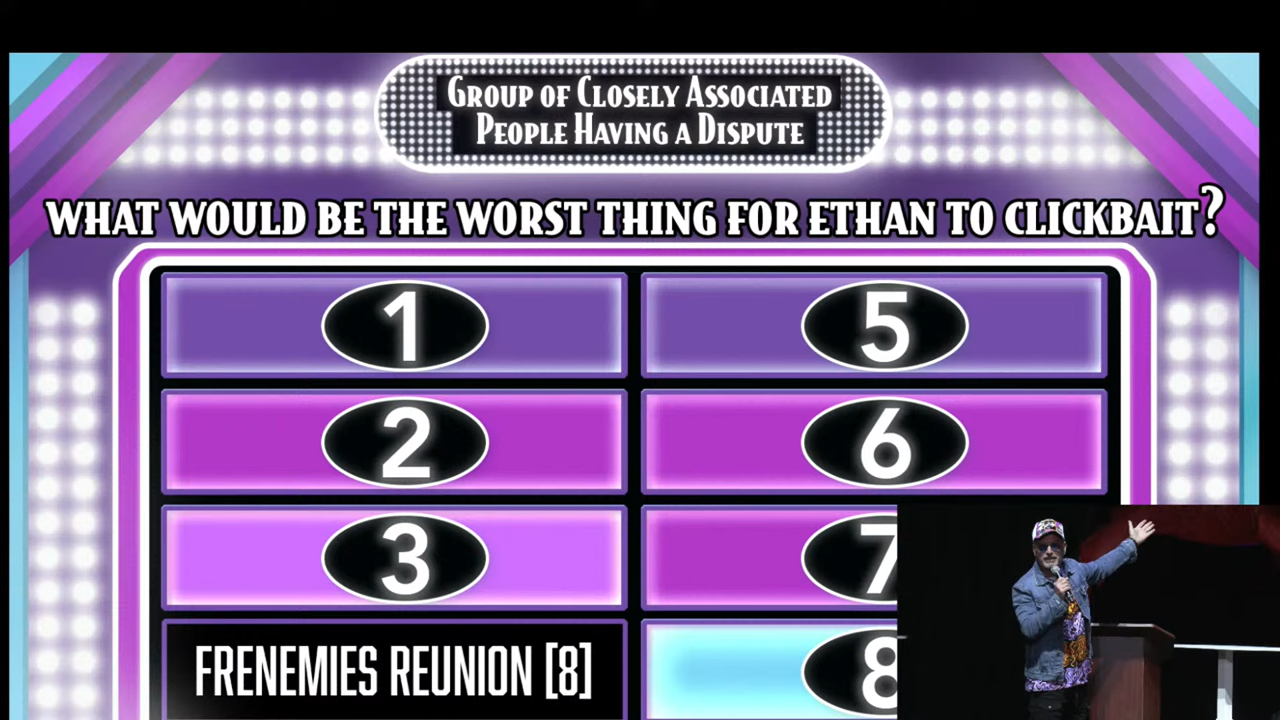 GROUP OF CLOSELY ASSOCIATED
PEOPLE HAVING A DISPUTE
WHAT WOULD BE THE WORST THING FOR ETHAN TO CLICKBAIT?
1
5
2
6
3
7
FRENEMIES REUNION [8]
8